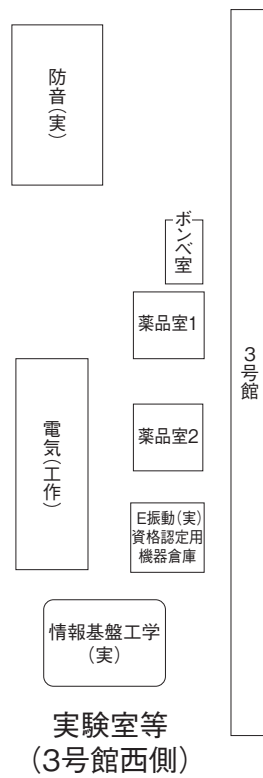 防音(実)
ボンベ室
薬品室1
3号館
電気(工作)
薬品室2
E振動(実)
資格認定用
機器倉庫
情報基盤工学
(実)
実験室等
(3号館西側)